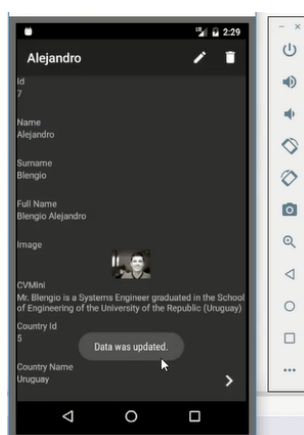 2:29
Alejandro
Id
7
Name
Alejandro
Surname
Blengio
Full Name
Blengio Alejandro
Image
CVMini
Mr. Blengio is a Systems Engineer graduated in the School
of Engineering of the University of the Republic (Uruguay)
Country Id
5
Data was updated.
Country Name
Uruguay